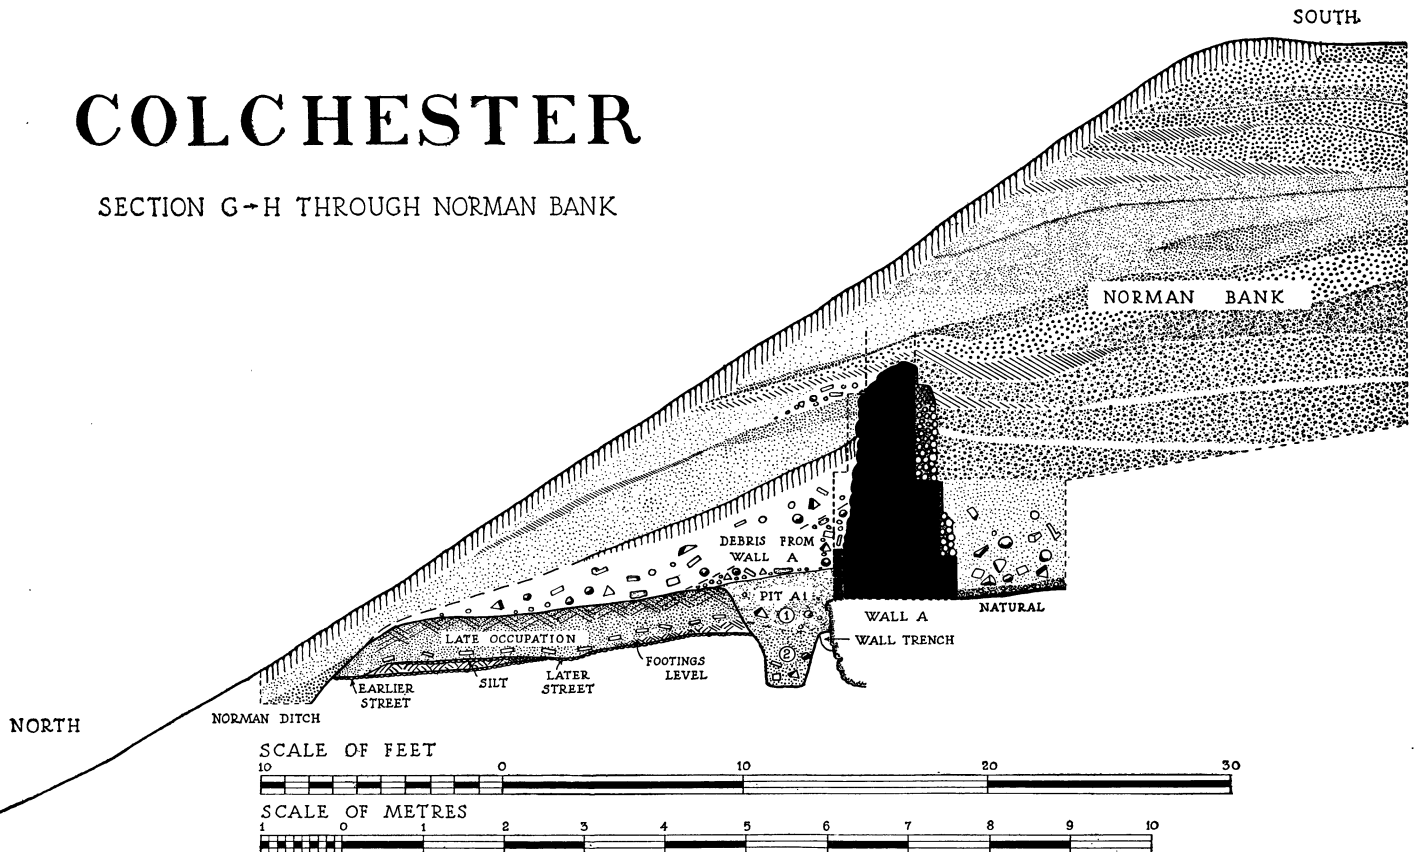 SOUTH
COLCHESTER
SECTION G→H THROUGH NORMAN BANK
NORMAN BANK
DEBRIS FROM
WALL A
PIT A1
1
WALL A
NATURAL
LATE OCCUPATION
WALL TRENCH
2
FOOTINGS
LEVEL
SILT
LATER
STREET
EARLIER
STREET
NORMAN DITCH
NORTH
SCALE OF FEET
10 0 10 20 30
SCALE OF METRES
1 0 1 2 3 4 5 6 7 8 9 10